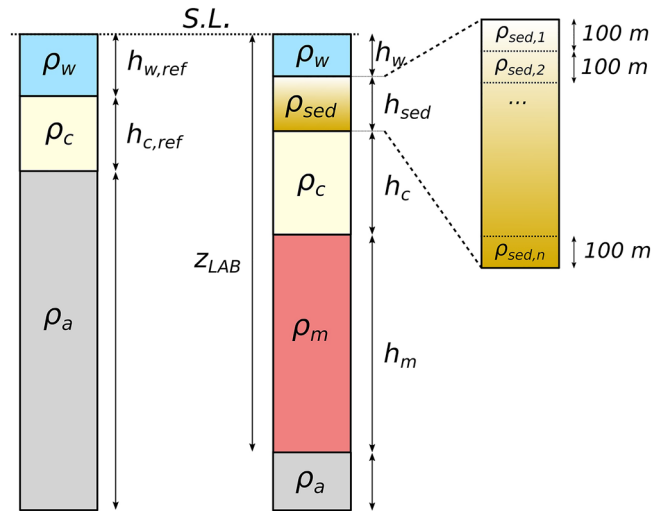 S.L.
ρw
hw,ref
ρc
hc,ref
ρa
zLAB
ρw
hw
ρsed
hsed
ρc
hc
ρm
hm
ρa
ρsed,1
100 m
ρsed,2
100 m
...
ρsed,n
100 m